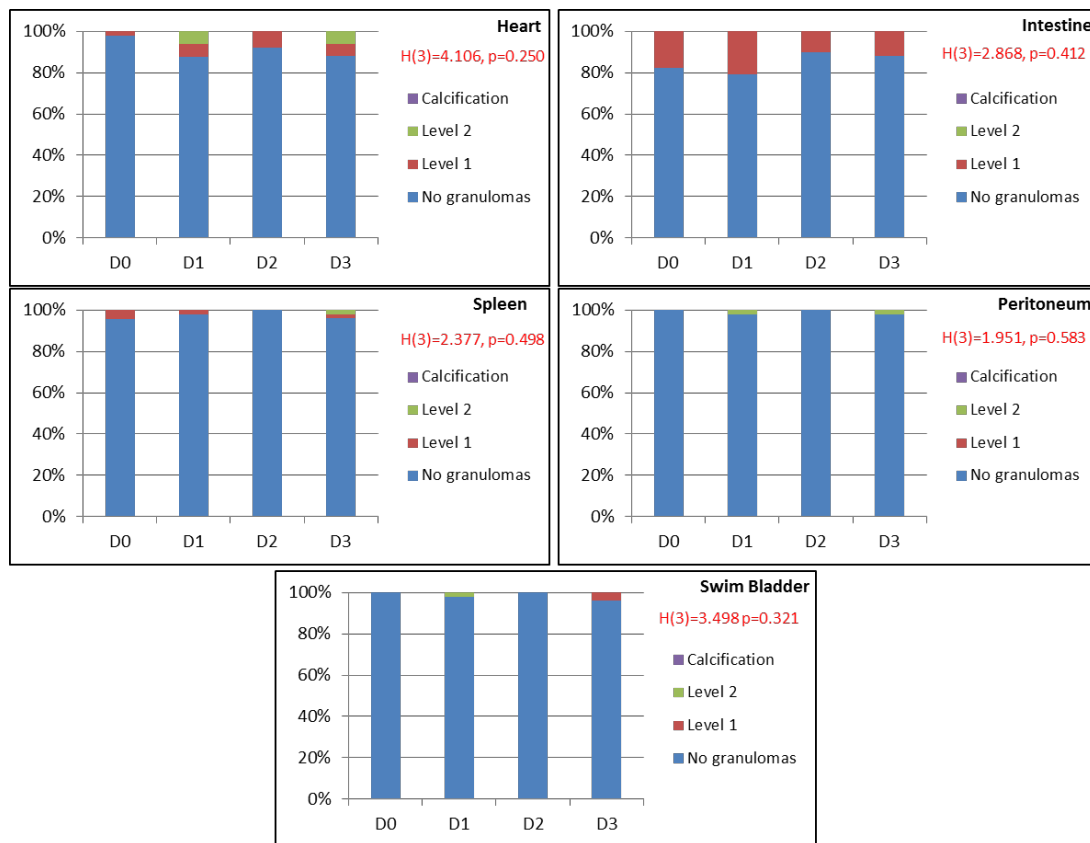 Heart
H(3)=4.106, p=0.250
100%
80%
60%
40%
20%
0%
D0 D1 D2 D3
Calcification
Level 2
Level 1
No granulomas
Intestine
H(3)=2.868, p=0.412
100%
80%
60%
40%
20%
0%
D0 D1 D2 D3
Calcification
Level 2
Level 1
No granulomas
Spleen
H(3)=2.377, p=0.498
100%
80%
60%
40%
20%
0%
D0 D1 D2 D3
Calcification
Level 2
Level 1
No granulomas
Peritoneum
H(3)=1.951, p=0.583
100%
80%
60%
40%
20%
0%
D0 D1 D2 D3
Calcification
Level 2
Level 1
No granulomas
Swim Bladder
H(3)=3.498 p=0.321
100%
80%
60%
40%
20%
0%
D0 D1 D2 D3
Calcification
Level 2
Level 1
No granulomas